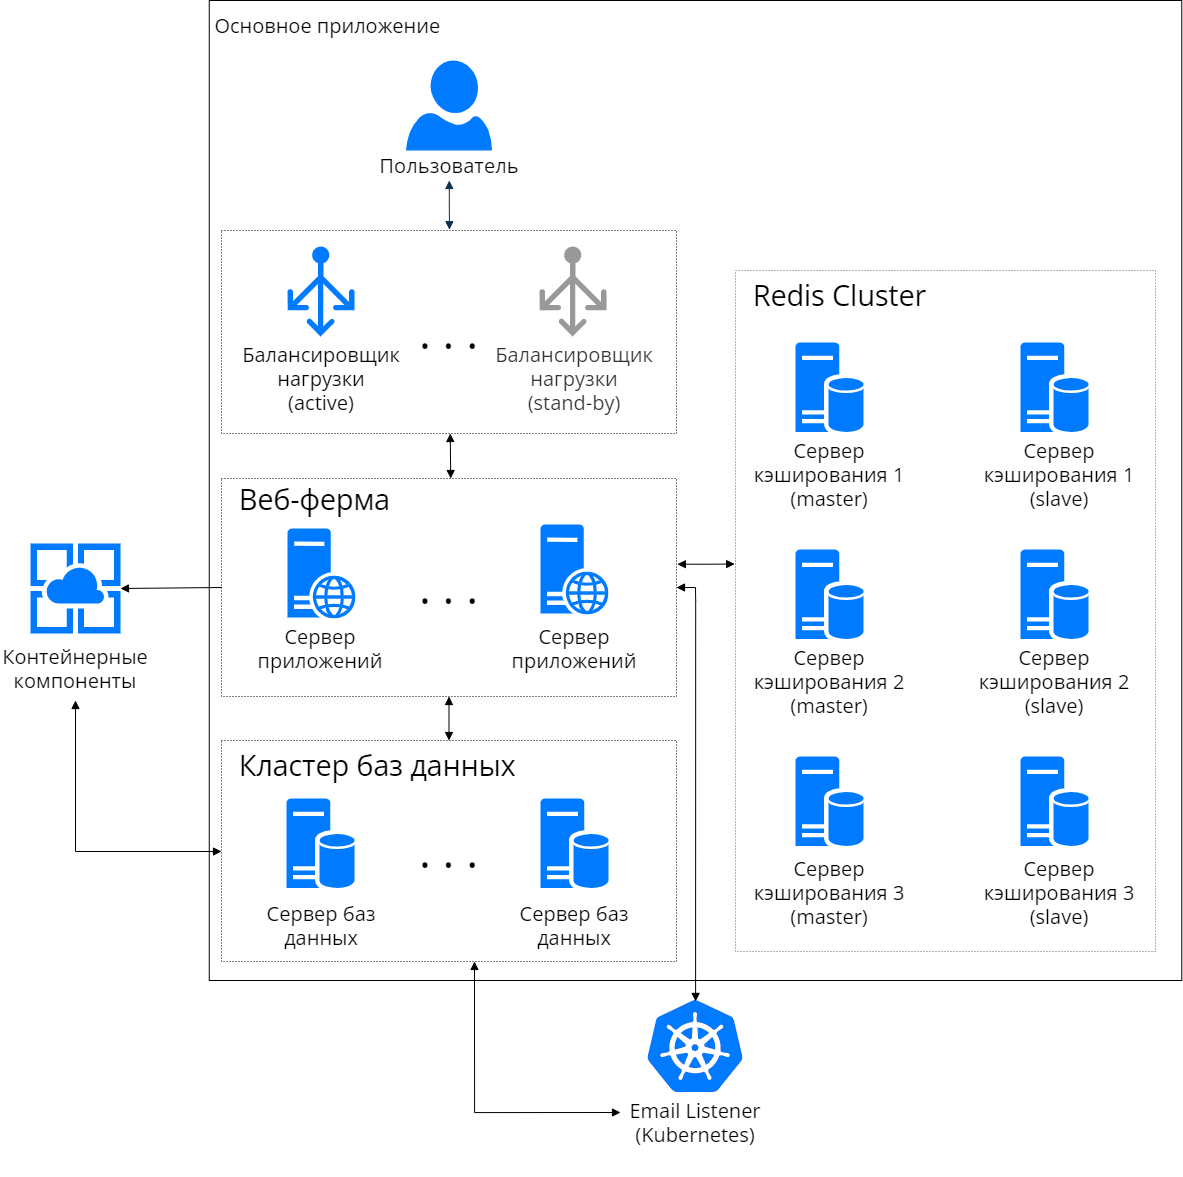 Основное приложение
Пользователь
Балансировщик
нагрузки
(active)
. . .
Балансировщик
нагрузки
(stand-by)
Веб-ферма
Сервер
приложений
. . .
Сервер
приложений
Кластер баз данных
Сервер баз
данных
. . .
Сервер баз
данных
Redis Cluster
Сервер
кэширования 1
(master)
Сервер
кэширования 1
(slave)
Сервер
кэширования 2
(master)
Сервер
кэширования 2
(slave)
Сервер
кэширования 3
(master)
Сервер
кэширования 3
(slave)
Контейнерные
компоненты
Email Listener
(Kubernetes)